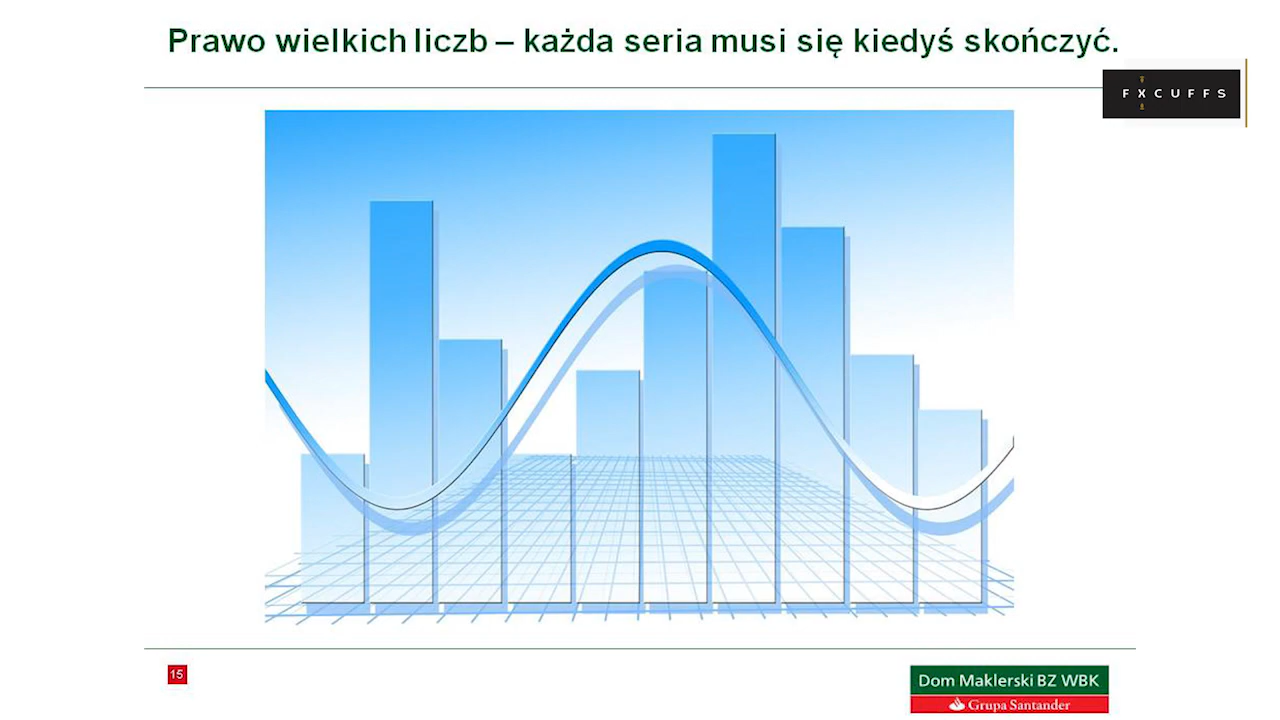 Prawo wielkich liczb – każda seria musi się kiedyś skończyć.
FXCUFFS
15
Dom Maklerski BZ WBK
Grupa Santander